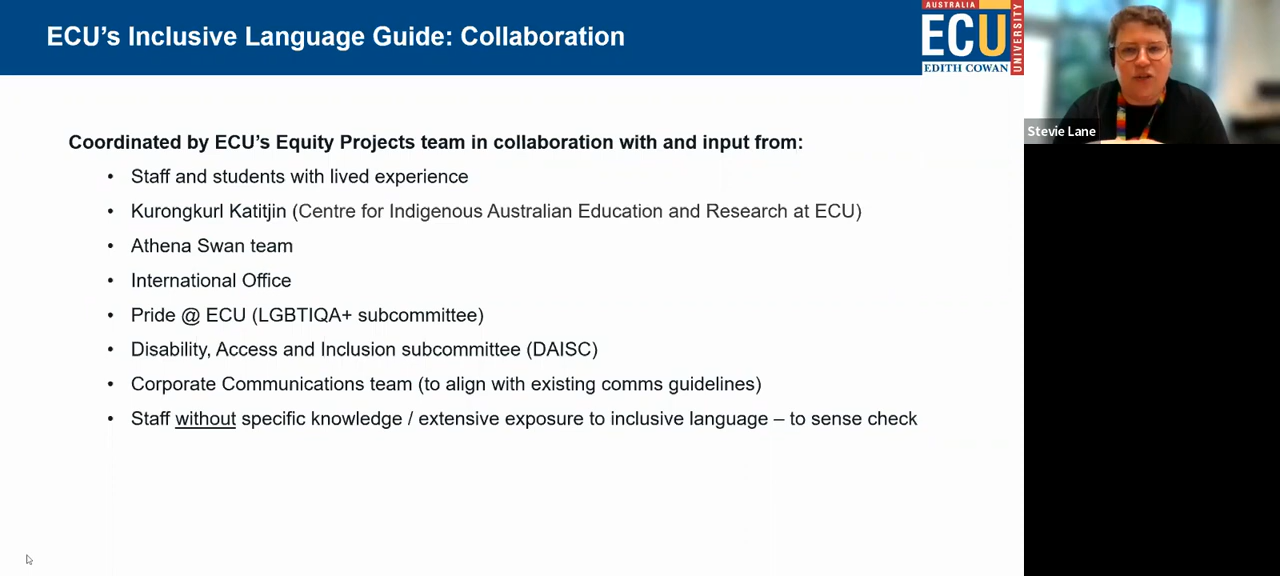 ECU's Inclusive Language Guide: Collaboration
AUSTRALIA
ECU
EDITH COWAN
UNIVERSITY
Stevie Lane
Coordinated by ECU's Equity Projects team in collaboration with and input from:
• Staff and students with lived experience
• Kurongkurl Katitjin (Centre for Indigenous Australian Education and Research at ECU)
• Athena Swan team
• International Office
• Pride @ ECU (LGBTIQA+ subcommittee)
• Disability, Access and Inclusion subcommittee (DAISC)
• Corporate Communications team (to align with existing comms guidelines)
• Staff without specific knowledge / extensive exposure to inclusive language – to sense check